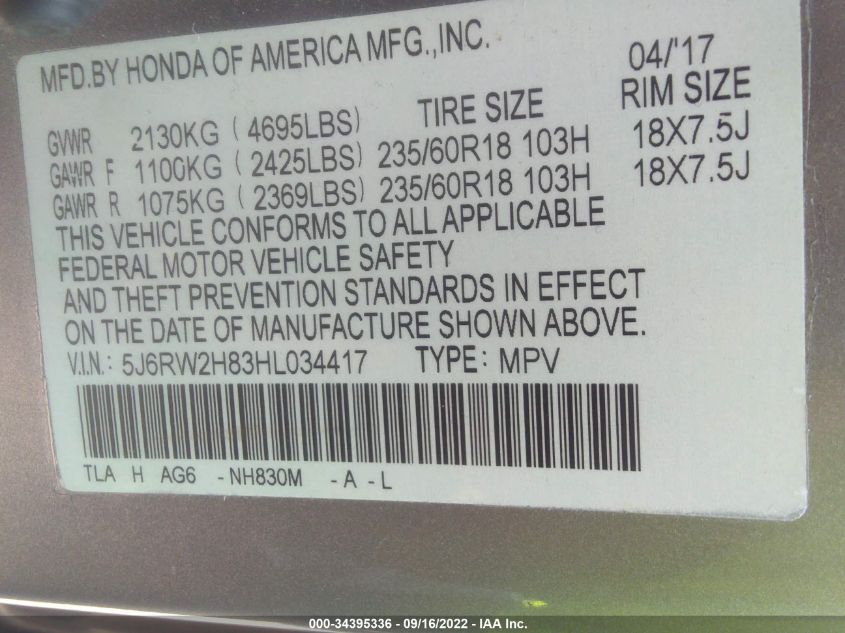 MFD.BY HONDA OF AMERICA MFG.,INC. 04/'17
TIRE SIZE RIM SIZE
GVWR 2130KG ( 4695LBS)
GAWR F 1100KG ( 2425LBS) 235/60R18 103H 18X7.5J
GAWR R 1075KG ( 2369LBS) 235/60R18 103H 18X7.5J
THIS VEHICLE CONFORMS TO ALL APPLICABLE
FEDERAL MOTOR VEHICLE SAFETY
AND THEFT PREVENTION STANDARDS IN EFFECT
ON THE DATE OF MANUFACTURE SHOWN ABOVE.
V.I.N.: 5J6RW2H83HL034417 TYPE: MPV
TLA H AG6 -NH830M -A-L
000-34395336 - 09/16/2022 - IAA Inc.